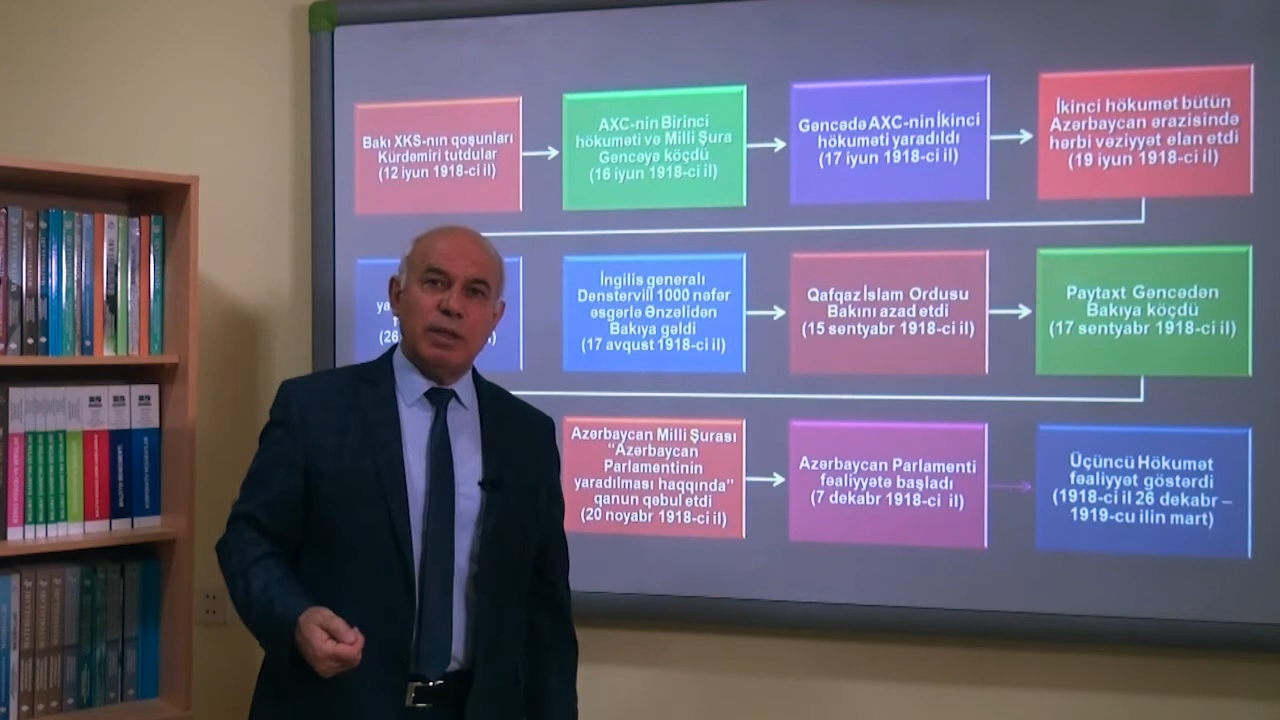 Bakı XKS-nın qoşunları
Kürdəmiri tutdular
(12 iyun 1918-ci il)
AXC-nin Birinci
hökuməti və Milli Şura
Gəncəyə köçdü
(16 iyun 1918-ci il)
Gəncədə AXC-nin İkinci
hökuməti yaradıldı
(17 iyun 1918-ci il)
İkinci hökumət bütün
Azərbaycan ərazisində
hərbi vəziyyət elan etdi
(19 iyun 1918-ci il)
(26
İngilis generalı
Denstervill 1000 nəfər
əsgərlə Ənzəlidən
Bakıya gəldi
(17 avqust 1918-ci il)
Qafqaz İslam Ordusu
Bakını azad etdi
(15 sentyabr 1918-ci il)
Paytaxt Gəncədən
Bakıya köçdü
(17 sentyabr 1918-ci il)
Azərbaycan Milli Şurası
"Azərbaycan
Parlamentinin
yaradılması haqqında"
qanun qəbul etdi
(20 noyabr 1918-ci il)
Azərbaycan Parlamenti
fəaliyyətə başladı
(7 dekabr 1918-ci il)
Üçüncü Hökumət
fəaliyyət göstərdi
(1918-ci il 26 dekabr –
1919-cu ilin mart)